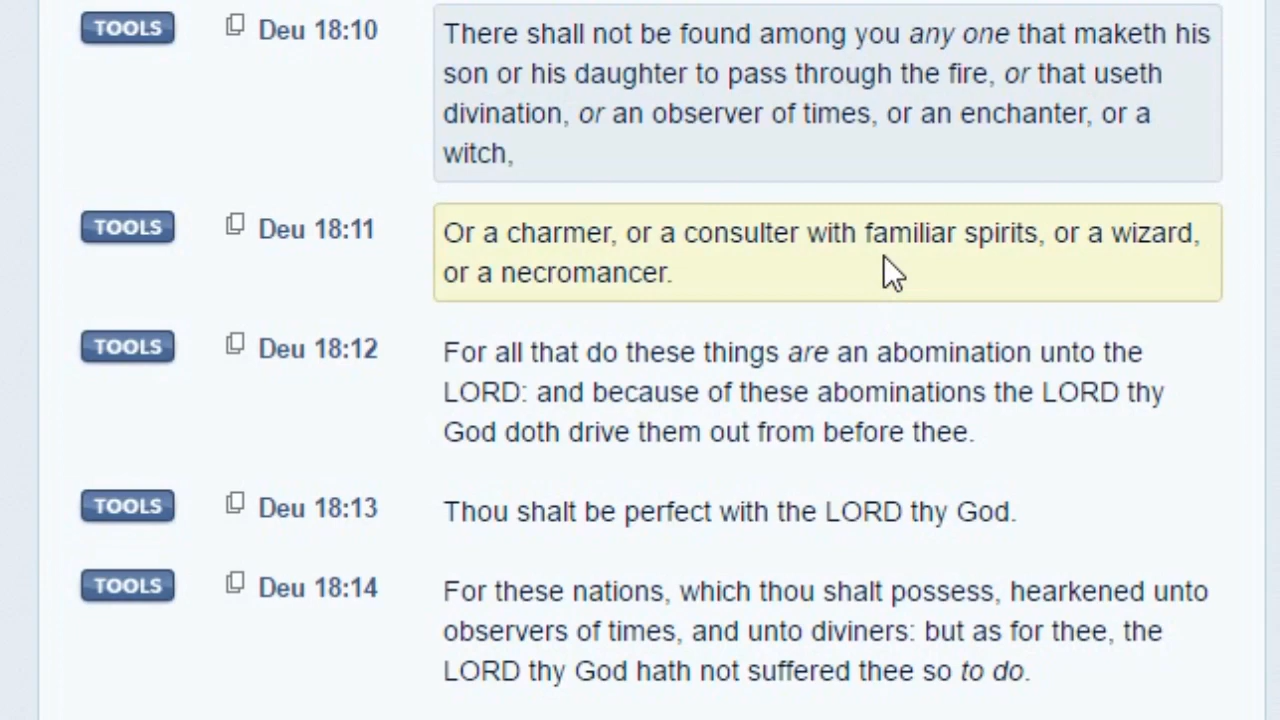 TOOLS Deu 18:10 There shall not be found among you any one that maketh his
son or his daughter to pass through the fire, or that useth
divination, or an observer of times, or an enchanter, or a
witch,
TOOLS Deu 18:11 Or a charmer, or a consulter with familiar spirits, or a wizard,
or a necromancer.
TOOLS Deu 18:12 For all that do these things are an abomination unto the
LORD: and because of these abominations the LORD thy
God doth drive them out from before thee.
TOOLS Deu 18:13 Thou shalt be perfect with the LORD thy God.
TOOLS Deu 18:14 For these nations, which thou shalt possess, hearkened unto
observers of times, and unto diviners: but as for thee, the
LORD thy God hath not suffered thee so to do.